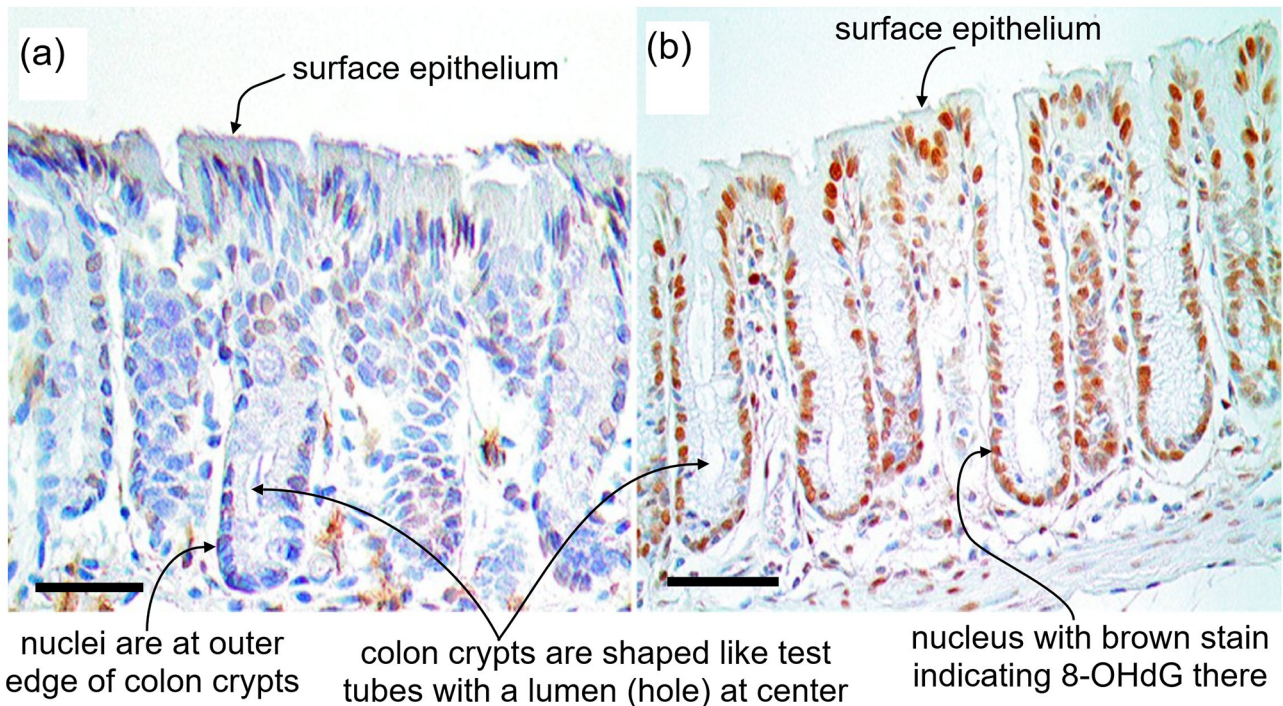 (a)
surface epithelium
(b)
surface epithelium
nuclei are at outer
edge of colon crypts
colon crypts are shaped like test
tubes with a lumen (hole) at center
nucleus with brown stain
indicating 8-OHdG there